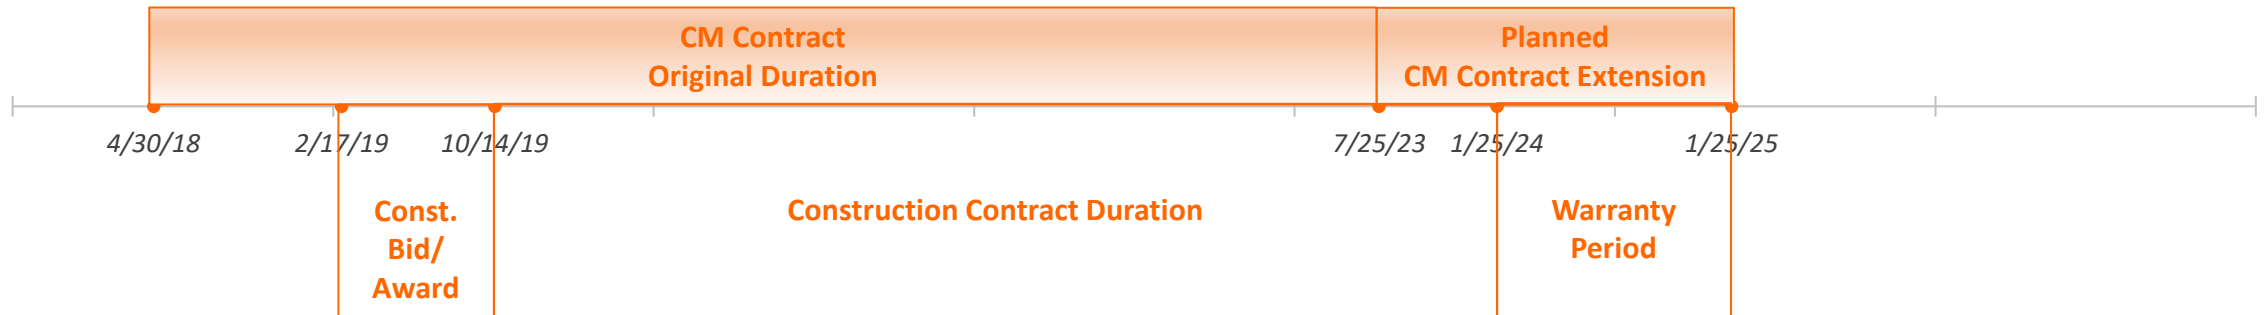 CM Contract
Original Duration
Planned
CM Contract Extension
4/30/18
2/17/19
10/14/19
7/25/23
1/25/24
1/25/25
Const.
Bid/
Award
Construction Contract Duration
Warranty
Period